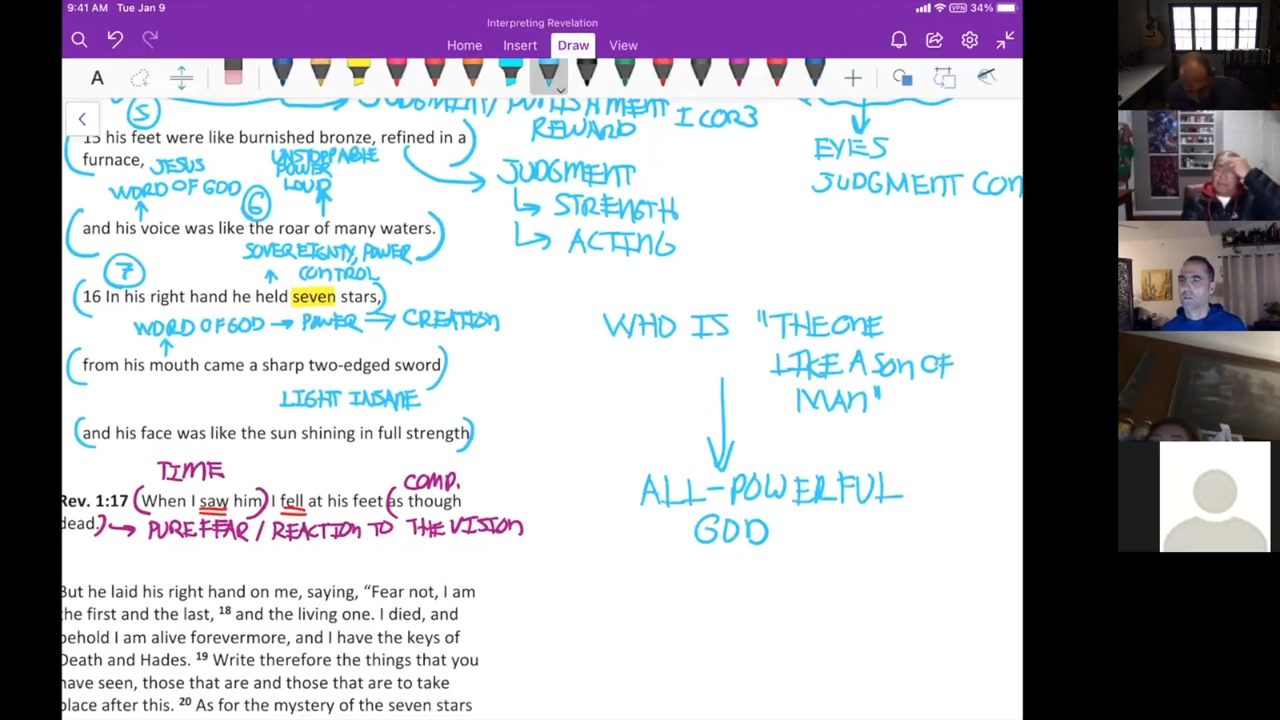 9:41 AM Tue Jan 9
VPN 34%
Interpreting Revelation
Home Insert Draw View
A
5
JUDGMENT/PUNISHMENT
REWARD
I COR3
15 his feet were like burnished bronze, refined in a
furnace,
JESUS
WORD OF GOD
UNSTOPPABLE
POWER
LOUD
6
JUDGMENT
STRENGTH
ACTING
EYES
JUDGMENT CON
and his voice was like the roar of many waters.
SOVEREIGNTY, POWER
CONTROL
7
16 In his right hand he held seven stars,
WORD OF GOD → POWER ⇒ CREATION
from his mouth came a sharp two-edged sword
LIGHT INSANE
and his face was like the sun shining in full strength
WHO IS "THE ONE
LIKE A SON OF
MAN"
ALL-POWERFUL
GOD
TIME
COMP.
Rev. 1:17 (When I saw him) I fell at his feet (as though
dead.) → PURE FEAR / REACTION TO THE VISION
But he laid his right hand on me, saying, “Fear not, I am
the first and the last, 18 and the living one. I died, and
behold I am alive forevermore, and I have the keys of
Death and Hades. 19 Write therefore the things that you
have seen, those that are and those that are to take
place after this. 20 As for the mystery of the seven stars